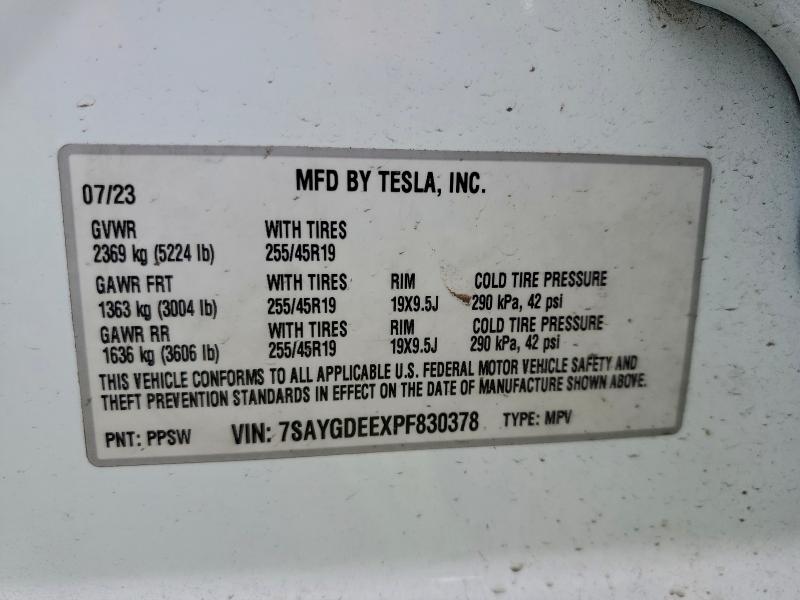 07/23 MFD BY TESLA, INC.
GVWR WITH TIRES
2369 kg (5224 lb) 255/45R19
GAWR FRT WITH TIRES RIM COLD TIRE PRESSURE
1363 kg (3004 lb) 255/45R19 19X9.5J 290 kPa, 42 psi
GAWR RR WITH TIRES RIM COLD TIRE PRESSURE
1636 kg (3606 lb) 255/45R19 19X9.5J 290 kPa, 42 psi
THIS VEHICLE CONFORMS TO ALL APPLICABLE U.S. FEDERAL MOTOR VEHICLE SAFETY AND
THEFT PREVENTION STANDARDS IN EFFECT ON THE DATE OF MANUFACTURE SHOWN ABOVE.
PNT: PPSW VIN: 7SAYGDEEXPF830378 TYPE: MPV